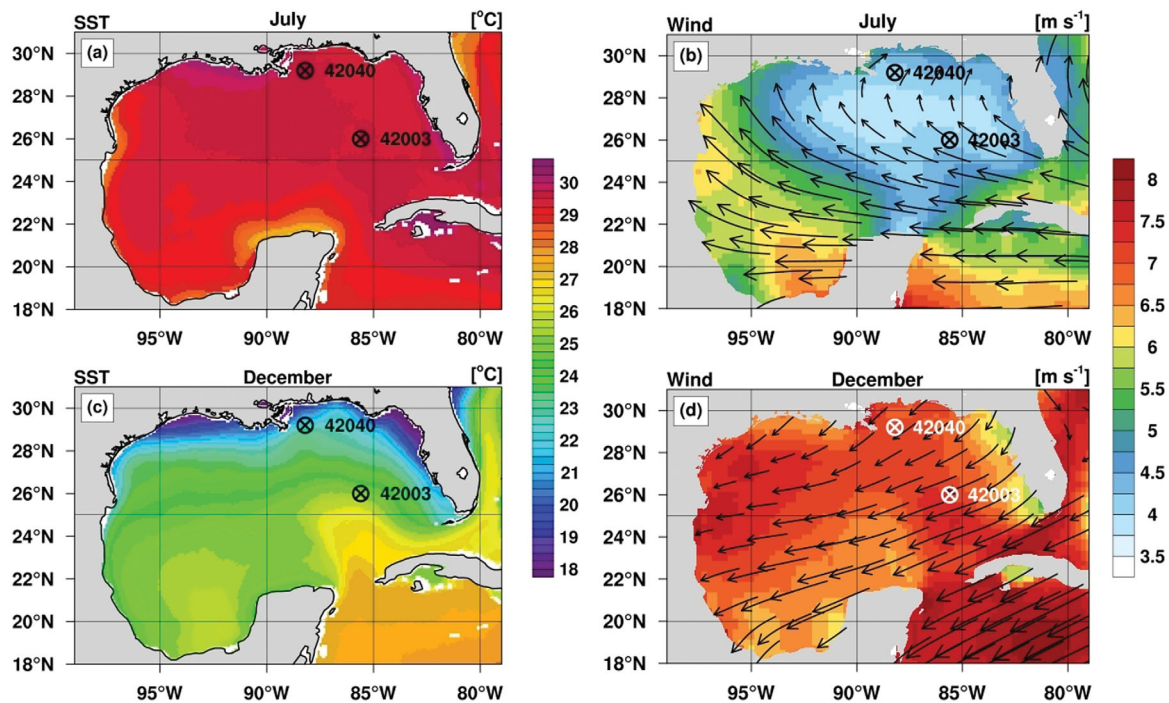 SST July [°C]
(a)
30°N
28°N
26°N
24°N
22°N
20°N
18°N
42040
42003
95°W 90°W 85°W 80°W
Wind July [m s⁻¹]
(b)
30°N
28°N
26°N
24°N
22°N
20°N
18°N
42040
42003
95°W 90°W 85°W 80°W
30
29
28
27
26
25
24
23
22
21
20
19
18
8
7.5
7
6.5
6
5.5
5
4.5
4
3.5
SST December [°C]
(c)
30°N
28°N
26°N
24°N
22°N
20°N
18°N
42040
42003
95°W 90°W 85°W 80°W
Wind December [m s⁻¹]
(d)
30°N
28°N
26°N
24°N
22°N
20°N
18°N
42040
42003
95°W 90°W 85°W 80°W